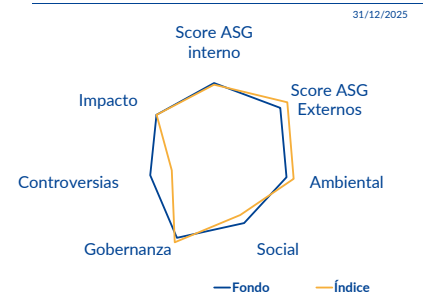 31/12/2025
Score ASG
interno
Score ASG
Externos
Impacto
Controversias
Ambiental
Gobernanza
Social
Fondo
Índice